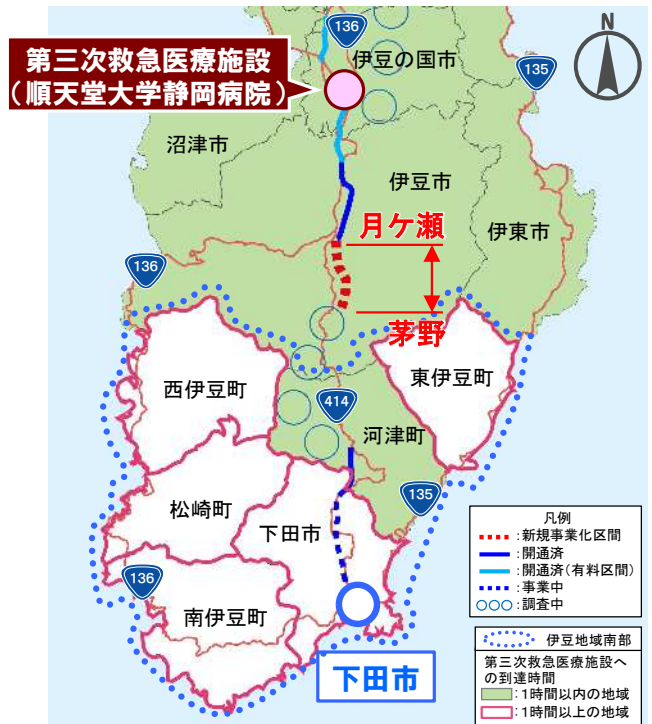 136
N
第三次救急医療施設
(順天堂大学静岡病院)
伊豆の国市
135
沼津市
伊豆市
月ケ瀬
伊東市
136
茅野
東伊豆町
西伊豆町
414
河津町
135
松崎町
下田市
136
南伊豆町
下田市
凡例
:新規事業化区間
:開通済
:開通済(有料区間)
:事業中
:調査中
伊豆地域南部
第三次救急医療施設へ
の到達時間
:1時間以内の地域
:1時間以上の地域